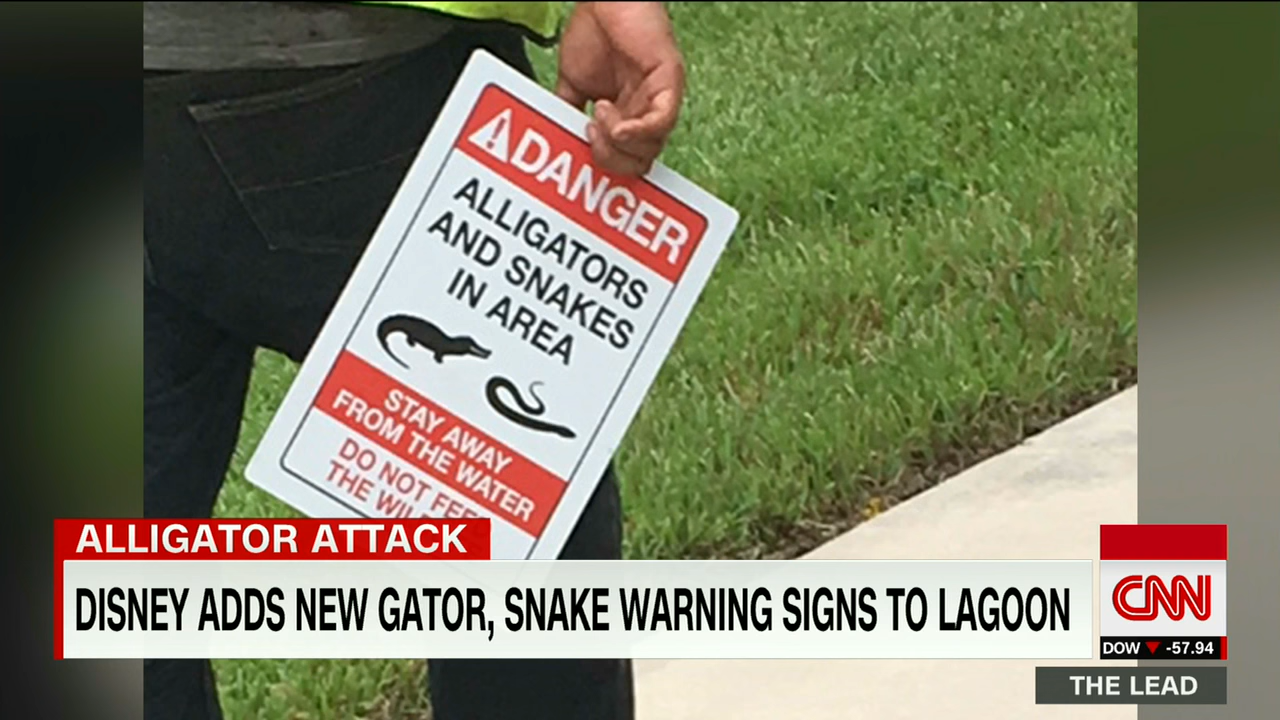 DANGER
ALLIGATORS
AND SNAKES
IN AREA
STAY AWAY
FROM THE WATER
DO NOT
THE
ALLIGATOR ATTACK
DISNEY ADDS NEW GATOR, SNAKE WARNING SIGNS TO LAGOON
CNN
DOW -57.94
THE LEAD